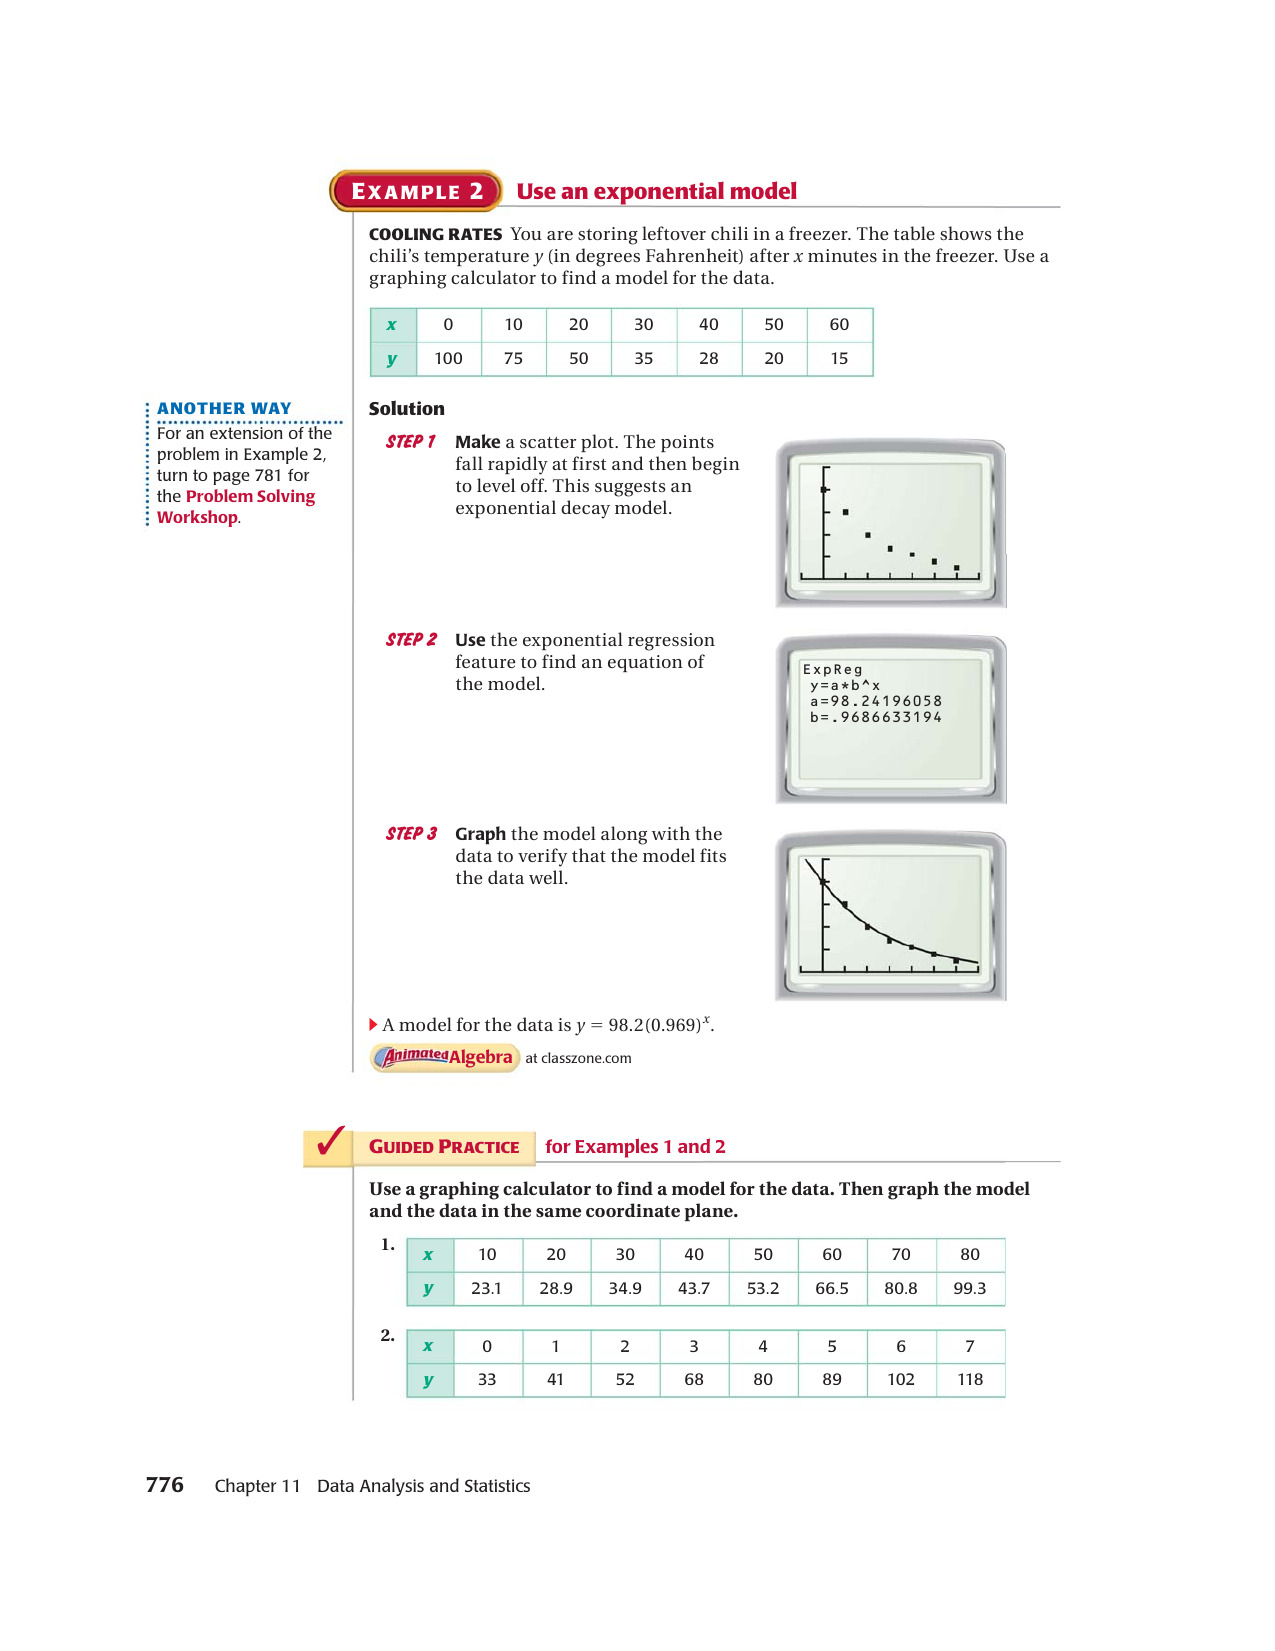 EXAMPLE 2 Use an exponential model
COOLING RATES You are storing leftover chili in a freezer. The table shows the
chili's temperature y (in degrees Fahrenheit) after x minutes in the freezer. Use a
graphing calculator to find a model for the data.
x 0 10 20 30 40 50 60
y 100 75 50 35 28 20 15
ANOTHER WAY
For an extension of the
problem in Example 2,
turn to page 781 for
the Problem Solving
Workshop.
Solution
STEP 1 Make a scatter plot. The points
fall rapidly at first and then begin
to level off. This suggests an
exponential decay model.
STEP 2 Use the exponential regression
feature to find an equation of
the model.
ExpReg
y=a*b^x
a=98.24196058
b=.9686633194
STEP 3 Graph the model along with the
data to verify that the model fits
the data well.
A model for the data is y = 98.2(0.969)^x.
Animated Algebra at classzone.com
✓ GUIDED PRACTICE for Examples 1 and 2
Use a graphing calculator to find a model for the data. Then graph the model
and the data in the same coordinate plane.
1. x 10 20 30 40 50 60 70 80
y 23.1 28.9 34.9 43.7 53.2 66.5 80.8 99.3
2. x 0 1 2 3 4 5 6 7
y 33 41 52 68 80 89 102 118
776 Chapter 11 Data Analysis and Statistics